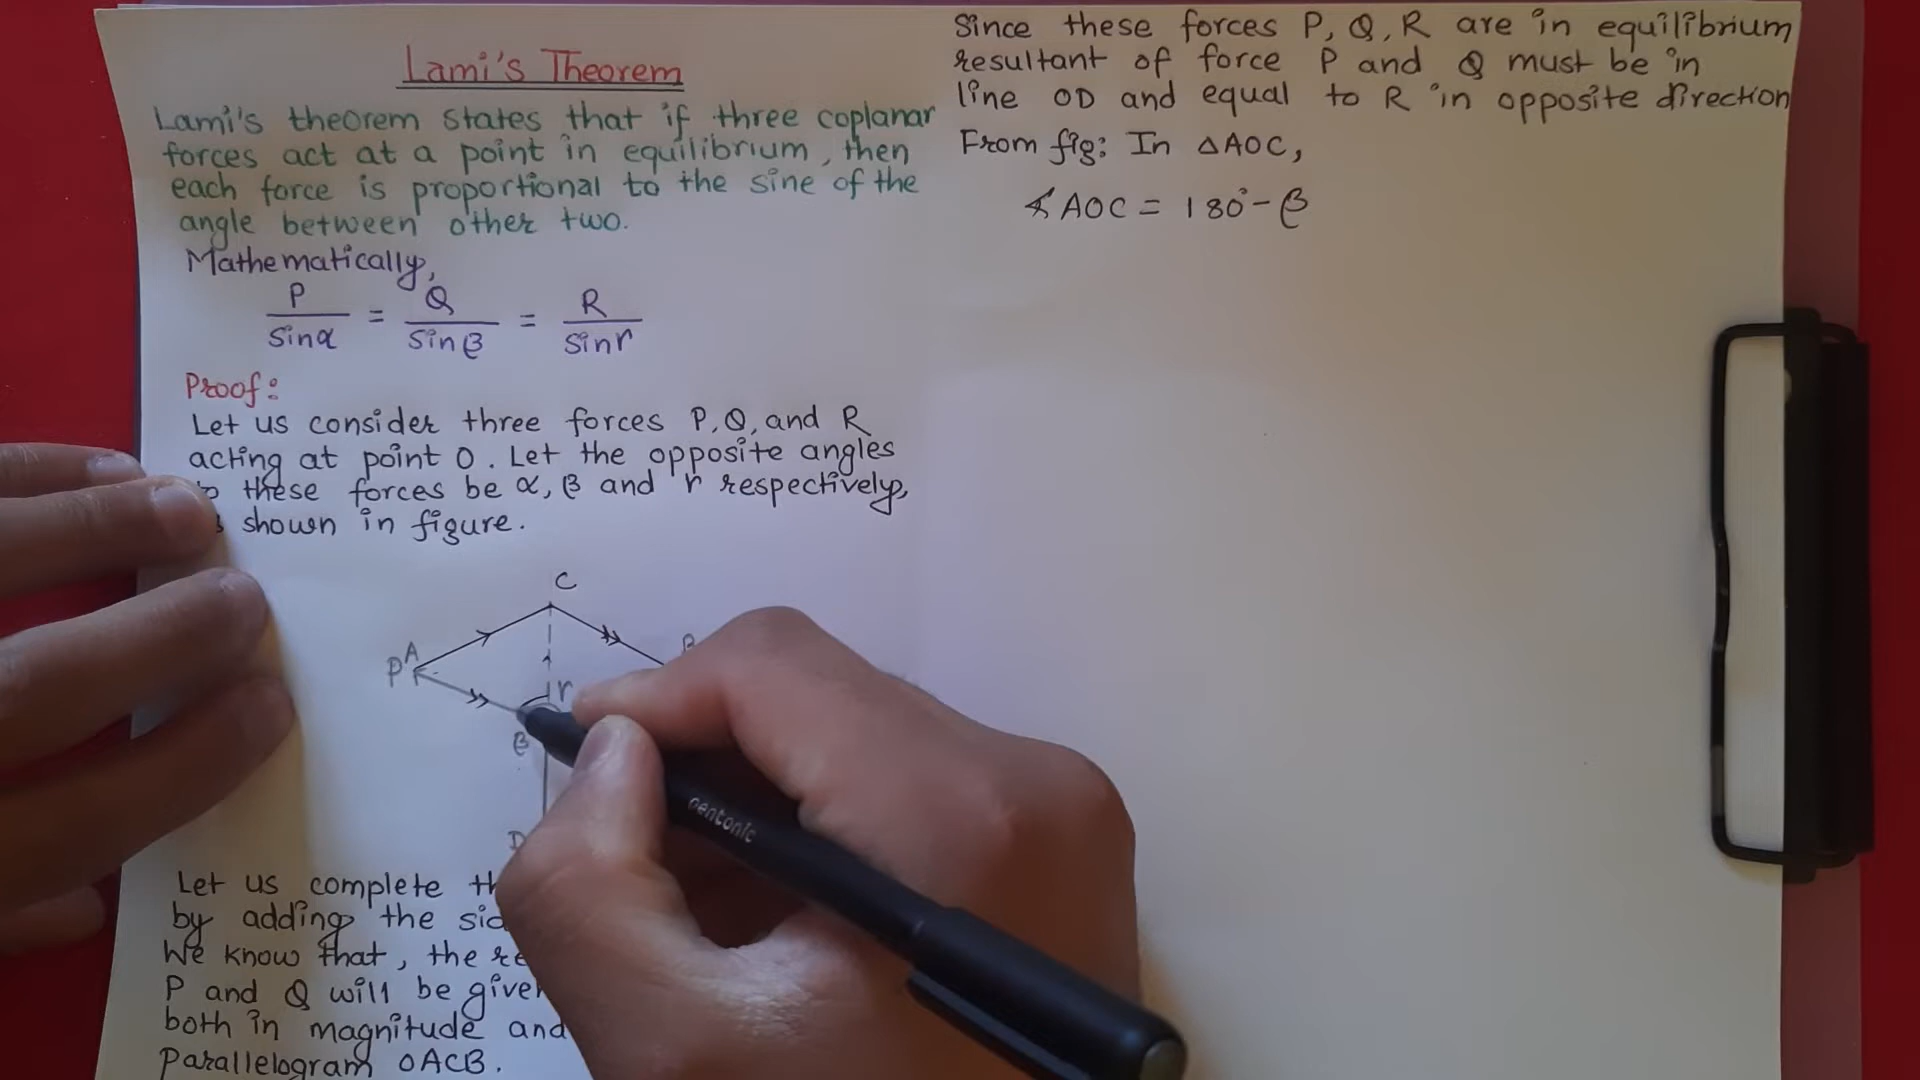 Lami's Theorem
Lami's theorem states that if three coplanar
forces act at a point in equilibrium, then
each force is proportional to the sine of the
angle between other two.
Mathematically,
P/sinα = Q/sinβ = R/sinr
Proof:
Let us consider three forces P, Q, and R
acting at point O. Let the opposite angles
these forces be α, β and r respectively,
shown in figure.
C
P A
r
β
D
Let us complete
by adding the
We know that, the
P and Q will be
both in magnitude and
Parallelogram OACB.
Since these forces P, Q, R are in equilibrium
resultant of force P and Q must be in
line OD and equal to R in opposite direction
From fig: In △AOC,
∢AOC = 180° - β
pentonic